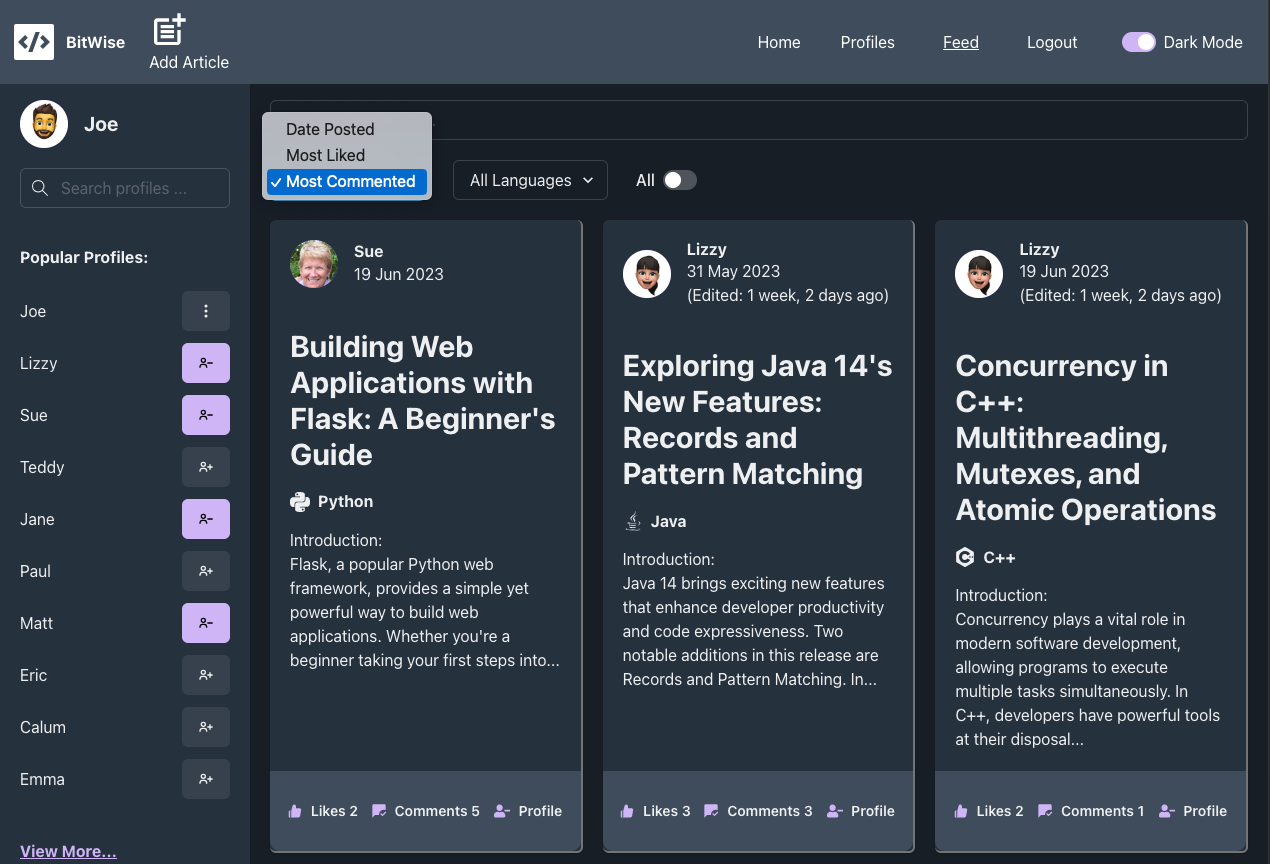 BitWise
Add Article
Home
Profiles
Feed
Logout
Dark Mode
Joe
Search profiles ...
Popular Profiles:
Joe
Lizzy
Sue
Teddy
Jane
Paul
Matt
Eric
Calum
Emma
View More...
Date Posted
Most Liked
Most Commented
All Languages
All
Sue
19 Jun 2023
Building Web
Applications with
Flask: A Beginner's
Guide
Python
Introduction:
Flask, a popular Python web
framework, provides a simple yet
powerful way to build web
applications. Whether you're a
beginner taking your first steps into...
Likes 2
Comments 5
Profile
Lizzy
31 May 2023
(Edited: 1 week, 2 days ago)
Exploring Java 14's
New Features:
Records and
Pattern Matching
Java
Introduction:
Java 14 brings exciting new features
that enhance developer productivity
and code expressiveness. Two
notable additions in this release are
Records and Pattern Matching. In...
Likes 3
Comments 3
Profile
Lizzy
19 Jun 2023
(Edited: 1 week, 2 days ago)
Concurrency in
C++:
Multithreading,
Mutexes, and
Atomic Operations
C++
Introduction:
Concurrency plays a vital role in
modern software development,
allowing programs to execute
multiple tasks simultaneously. In
C++, developers have powerful tools
at their disposal...
Likes 2
Comments 1
Profile